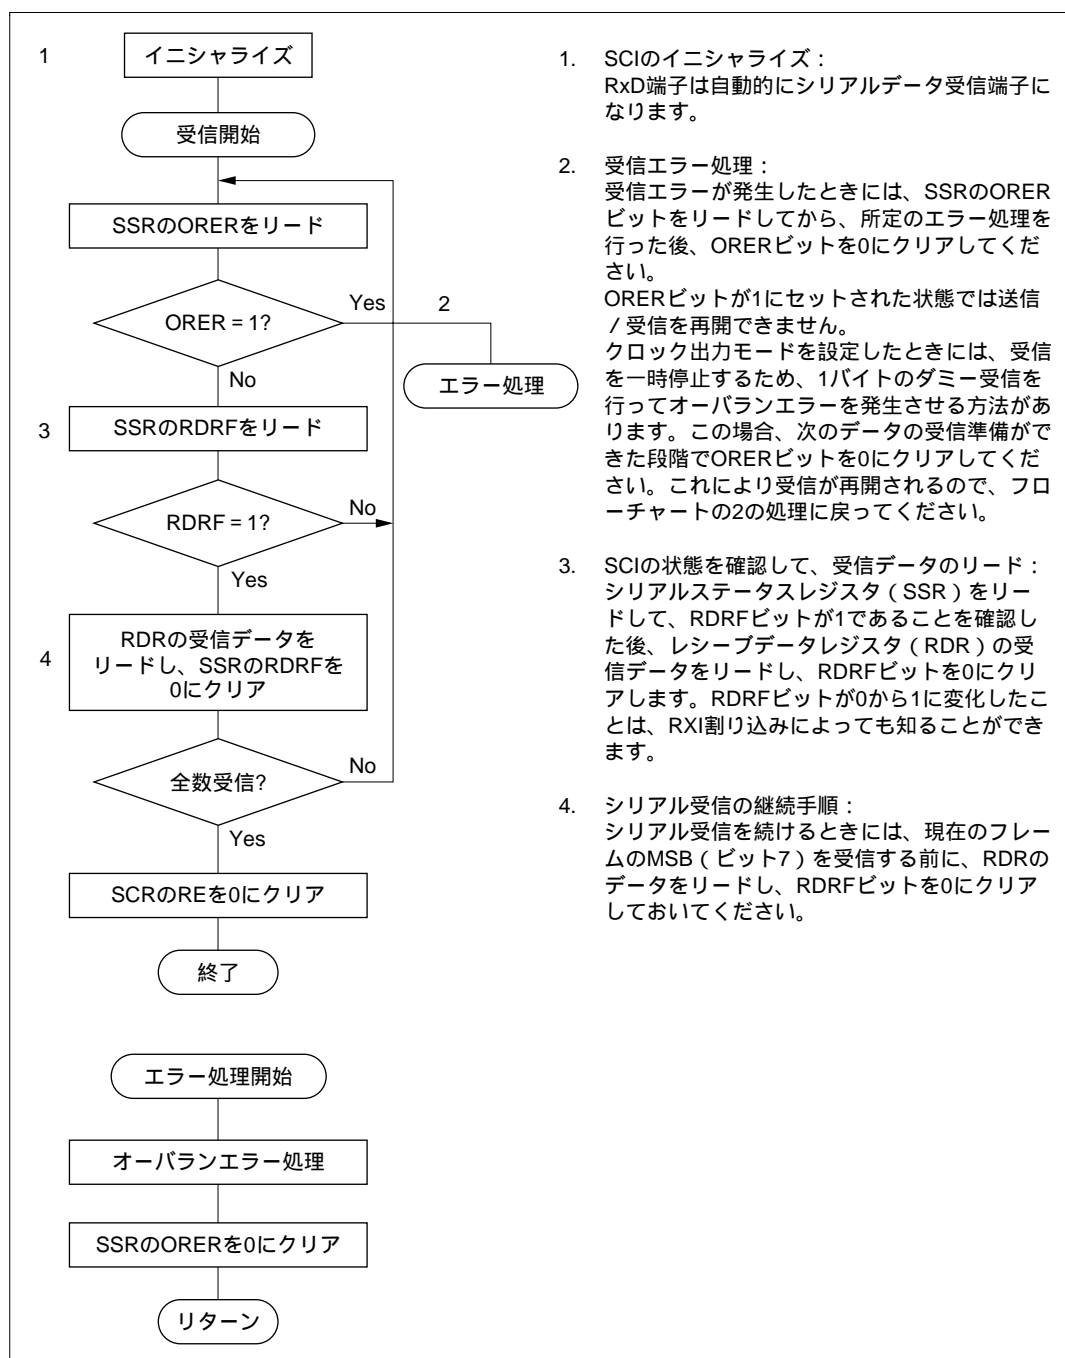 1
イニシャライズ
受信開始
SSRのORERをリード
ORER = 1?
Yes
2
エラー処理
No
3
SSRのRDRFをリード
RDRF = 1?
No
Yes
4
RDRの受信データを
リードし、SSRのRDRFを
0にクリア
全数受信?
No
Yes
SCRのREを0にクリア
終了
エラー処理開始
オーバランエラー処理
SSRのORERを0にクリア
リターン
1. SCIのイニシャライズ：
RxD端子は自動的にシリアルデータ受信端子に
なります。
2. 受信エラー処理：
受信エラーが発生したときには、SSRのORER
ビットをリードしてから、所定のエラー処理を
行った後、ORERビットを0にクリアしてくだ
さい。
ORERビットが1にセットされた状態では送信
／受信を再開できません。
クロック出力モードを設定したときには、受信
を一時停止するため、1バイトのダミー受信を
行ってオーバランエラーを発生させる方法があ
ります。この場合、次のデータの受信準備がで
きた段階でORERビットを0にクリアしてくだ
さい。これにより受信が再開されるので、フロ
ーチャートの2の処理に戻ってください。
3. SCIの状態を確認して、受信データのリード：
シリアルステータスレジスタ（SSR）をリー
ドして、RDRFビットが1であることを確認し
た後、レシーブデータレジスタ（RDR）の受
信データをリードし、RDRFビットを0にクリ
アします。RDRFビットが0から1に変化したこ
とは、RXI割り込みによっても知ることができ
ます。
4. シリアル受信の継続手順：
シリアル受信を続けるときには、現在のフレー
ムのMSB（ビット7）を受信する前に、RDRの
データをリードし、RDRFビットを0にクリア
しておいてください。